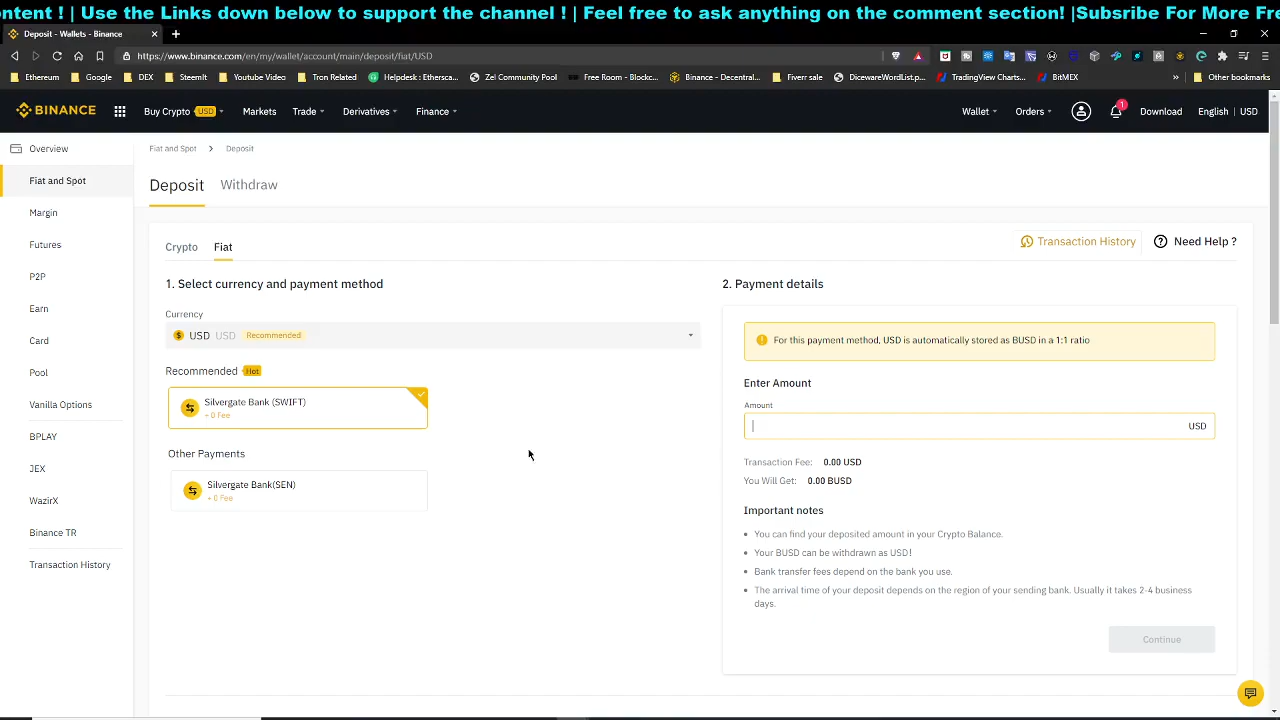 ontent ! | Use the Links down below to support the channel ! | Feel free to ask anything on the comment section! |Subsribe For More Fre
Deposit - Wallets - Binance
https://www.binance.com/en/my/wallet/account/main/deposit/fiat/USD
Ethereum Google DEX SteemIt Youtube Video Tron Related Helpdesk : Ethersca... Zel Community Pool Free Room - Blockc... Binance - Decentral... Fiverr sale DicewareWordList.p... TradingView Charts... BitMEX » Other bookmarks
BINANCE Buy Crypto USD Markets Trade Derivatives Finance Wallet Orders 1 Download English | USD
Overview
Fiat and Spot
Margin
Futures
P2P
Earn
Card
Pool
Vanilla Options
BPLAY
JEX
WazirX
Binance TR
Transaction History
Fiat and Spot > Deposit
Deposit Withdraw
Crypto Fiat
Transaction History Need Help ?
1. Select currency and payment method
Currency
$ USD USD Recommended
Recommended Hot
Silvergate Bank (SWIFT)
- 0 Fee
Other Payments
Silvergate Bank(SEN)
- 0 Fee
2. Payment details
For this payment method, USD is automatically stored as BUSD in a 1:1 ratio
Enter Amount
Amount
USD
Transaction Fee: 0.00 USD
You Will Get: 0.00 BUSD
Important notes
• You can find your deposited amount in your Crypto Balance.
• Your BUSD can be withdrawn as USD!
• Bank transfer fees depend on the bank you use.
• The arrival time of your deposit depends on the region of your sending bank. Usually it takes 2-4 business
days.
Continue